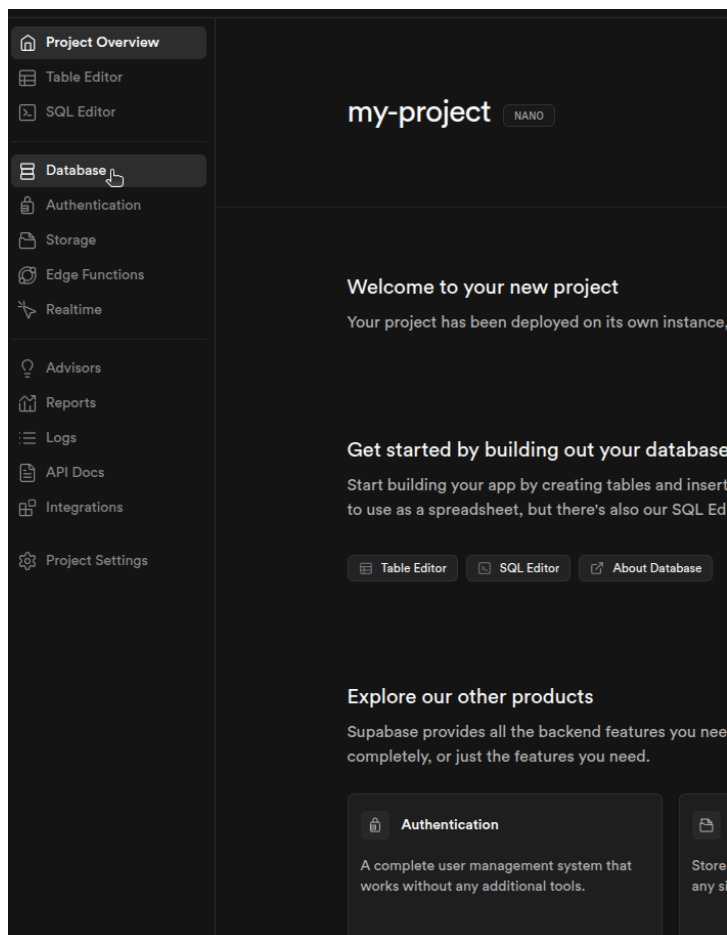 Project Overview
Table Editor
SQL Editor
Database
Authentication
Storage
Edge Functions
Realtime
Advisors
Reports
Logs
API Docs
Integrations
Project Settings
my-project NANO
Welcome to your new project
Your project has been deployed on its own instance,
Get started by building out your database
Start building your app by creating tables and insert
to use as a spreadsheet, but there's also our SQL Ed
Table Editor SQL Editor About Database
Explore our other products
Supabase provides all the backend features you nee
completely, or just the features you need.
Authentication
A complete user management system that
works without any additional tools.
Store
any si